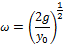 ω = (2g/y₀)^(1/2)